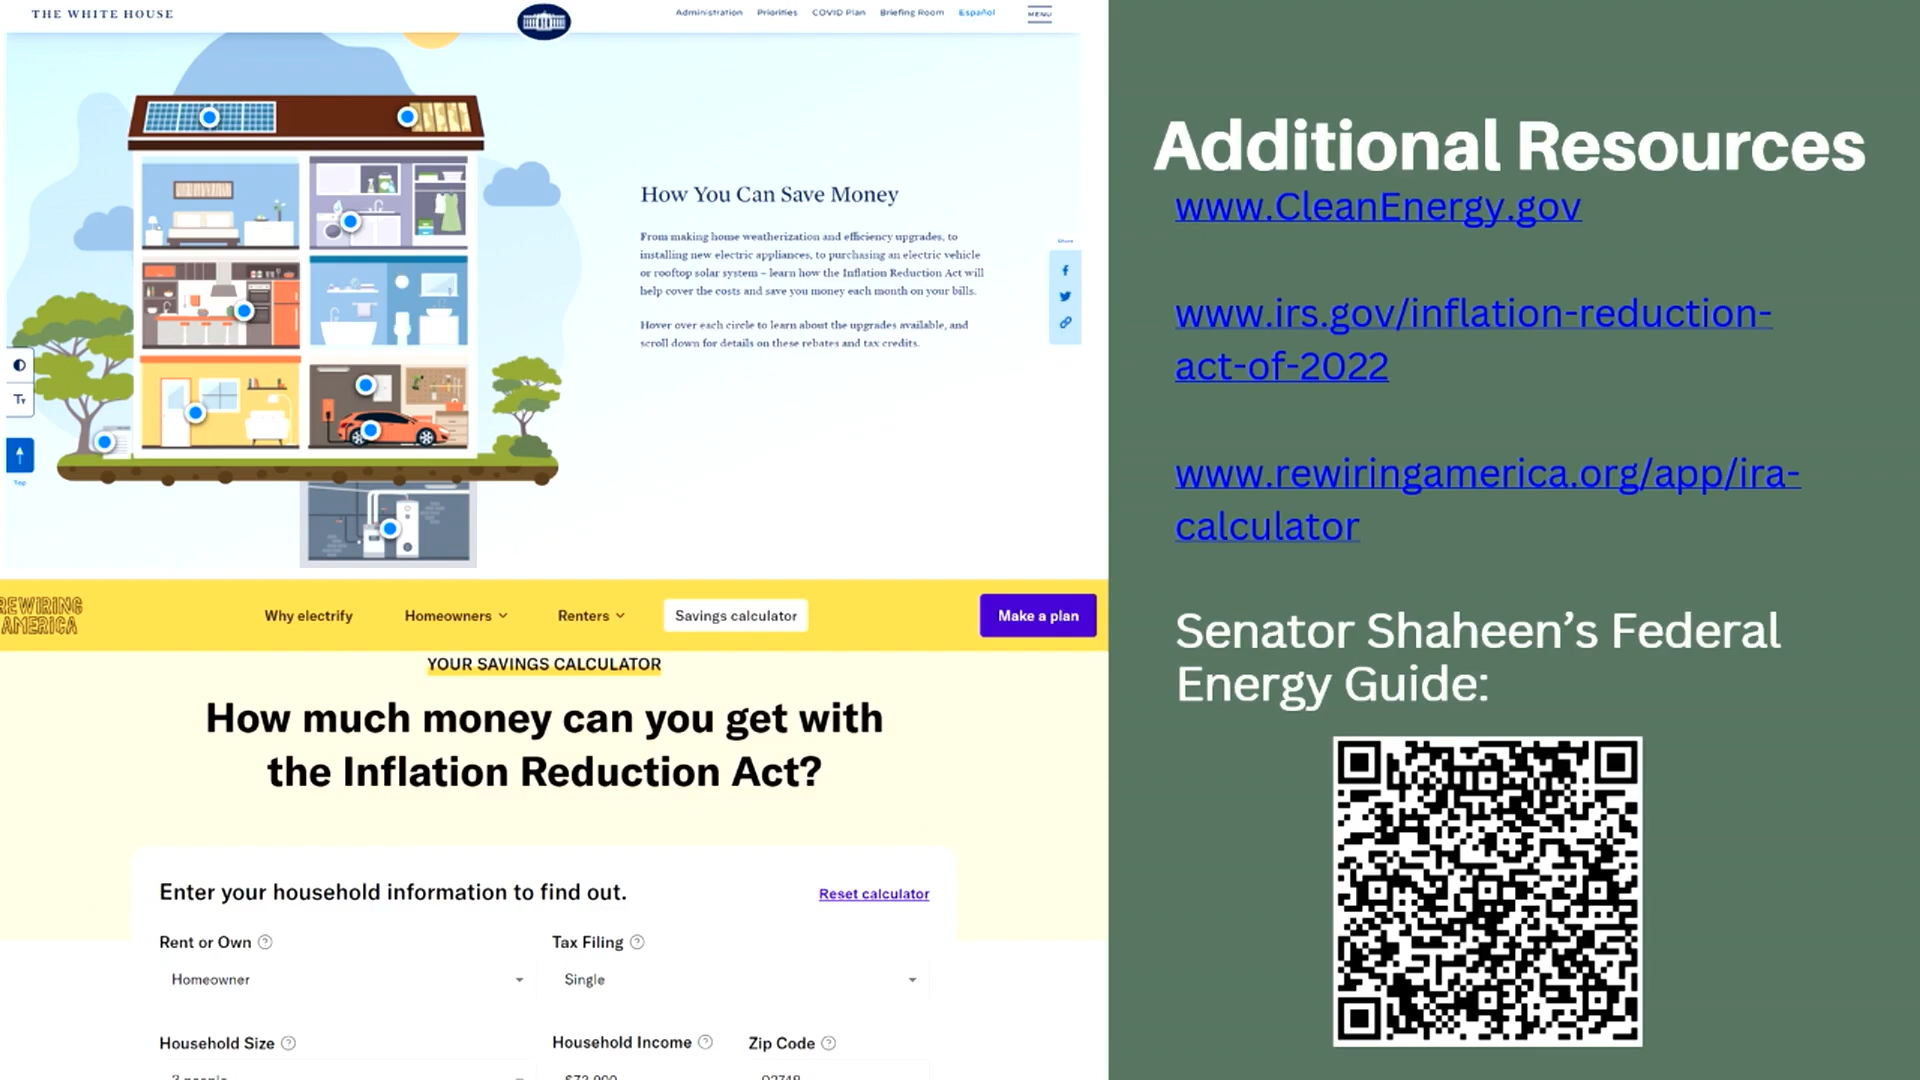 THE WHITE HOUSE
Administration
Priorities
COVID Plan
Briefing Room
Español
MENU
How You Can Save Money
From making home weatherization and efficiency upgrades, to
installing new electric appliances, to purchasing an electric vehicle
or rooftop solar system – learn how the Inflation Reduction Act will
help cover the costs and save you money each month on your bills.
Hover over each circle to learn about the upgrades available, and
scroll down for details on these rebates and tax credits.
Share
Top
REWIRING
AMERICA
Why electrify
Homeowners
Renters
Savings calculator
Make a plan
YOUR SAVINGS CALCULATOR
How much money can you get with
the Inflation Reduction Act?
Enter your household information to find out.
Reset calculator
Rent or Own
Tax Filing
Homeowner
Single
Household Size
Household Income
Zip Code
Additional Resources
www.CleanEnergy.gov
www.irs.gov/inflation-reduction-
act-of-2022
www.rewiringamerica.org/app/ira-
calculator
Senator Shaheen’s Federal
Energy Guide: